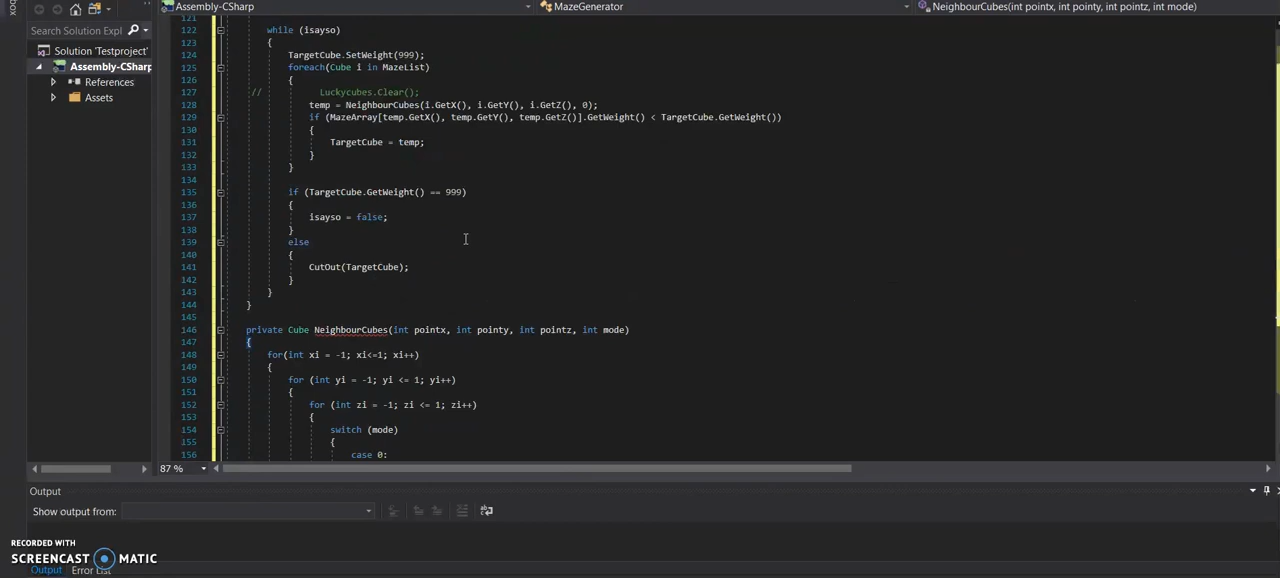 Assembly-CSharp
MazeGenerator
NeighbourCubes(int pointx, int pointy, int pointz, int mode)
Search Solution Expl
Solution 'Testproject'
Assembly-CSharp
References
Assets
121
122 while (isayso)
123 {
124 TargetCube.SetWeight(999);
125 foreach(Cube i in MazeList)
126 {
127 // Luckycubes.Clear();
128 temp = NeighbourCubes(i.GetX(), i.GetY(), i.GetZ(), 0);
129 if (MazeArray[temp.GetX(), temp.GetY(), temp.GetZ()].GetWeight() < TargetCube.GetWeight())
130 {
131 TargetCube = temp;
132 }
133 }
134
135 if (TargetCube.GetWeight() == 999)
136 {
137 isayso = false;
138 }
139 else
140 {
141 CutOut(TargetCube);
142 }
143 }
144 }
145
146 private Cube NeighbourCubes(int pointx, int pointy, int pointz, int mode)
147 {
148 for(int xi = -1; xi<=1; xi++)
149 {
150 for (int yi = -1; yi <= 1; yi++)
151 {
152 for (int zi = -1; zi <= 1; zi++)
153 {
154 switch (mode)
155 {
156 case 0:
87 %
Output
Show output from:
RECORDED WITH
SCREENCAST MATIC
Output Error List